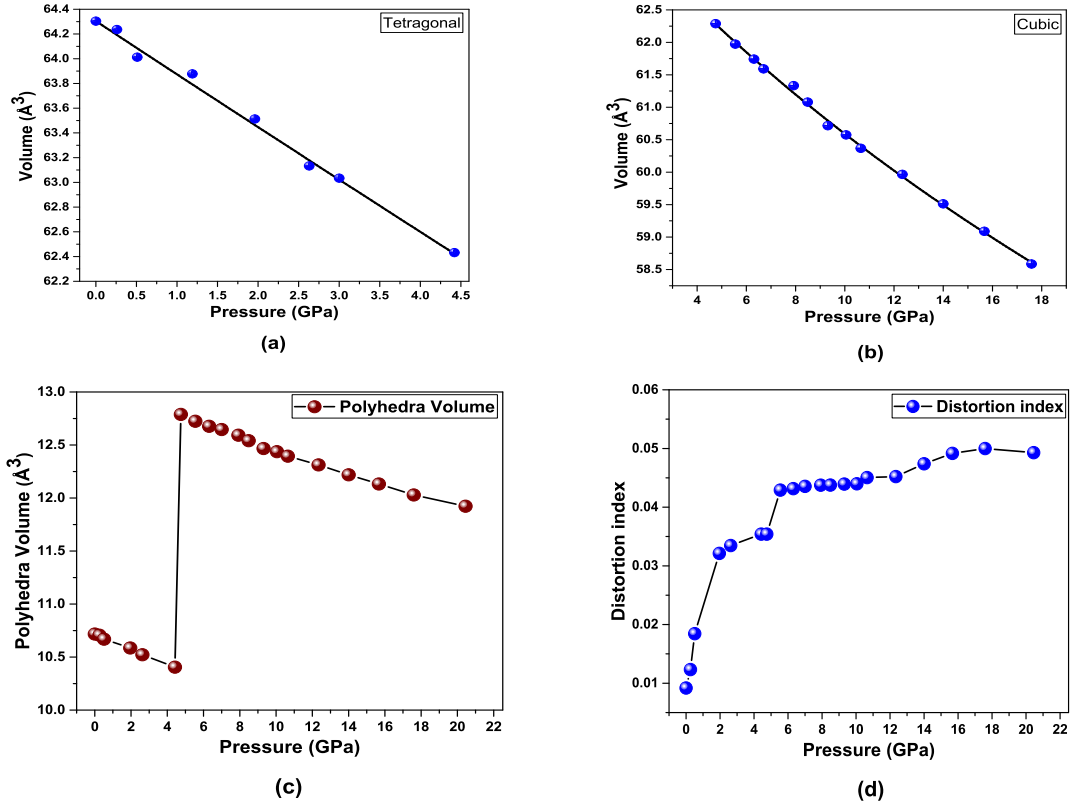 Tetragonal
64.4
64.2
64.0
63.8
63.6
63.4
63.2
63.0
62.8
62.6
62.4
62.2
Volume (Å³)
0.0 0.5 1.0 1.5 2.0 2.5 3.0 3.5 4.0 4.5
Pressure (GPa)
(a)
Cubic
62.5
62.0
61.5
61.0
60.5
60.0
59.5
59.0
58.5
Volume (Å³)
4 6 8 10 12 14 16 18
Pressure (GPa)
(b)
Polyhedra Volume
13.0
12.5
12.0
11.5
11.0
10.5
10.0
Polyhedra Volume (Å³)
0 2 4 6 8 10 12 14 16 18 20 22
Pressure (GPa)
(c)
Distortion index
0.06
0.05
0.04
0.03
0.02
0.01
Distortion index
0 2 4 6 8 10 12 14 16 18 20 22
Pressure (GPa)
(d)